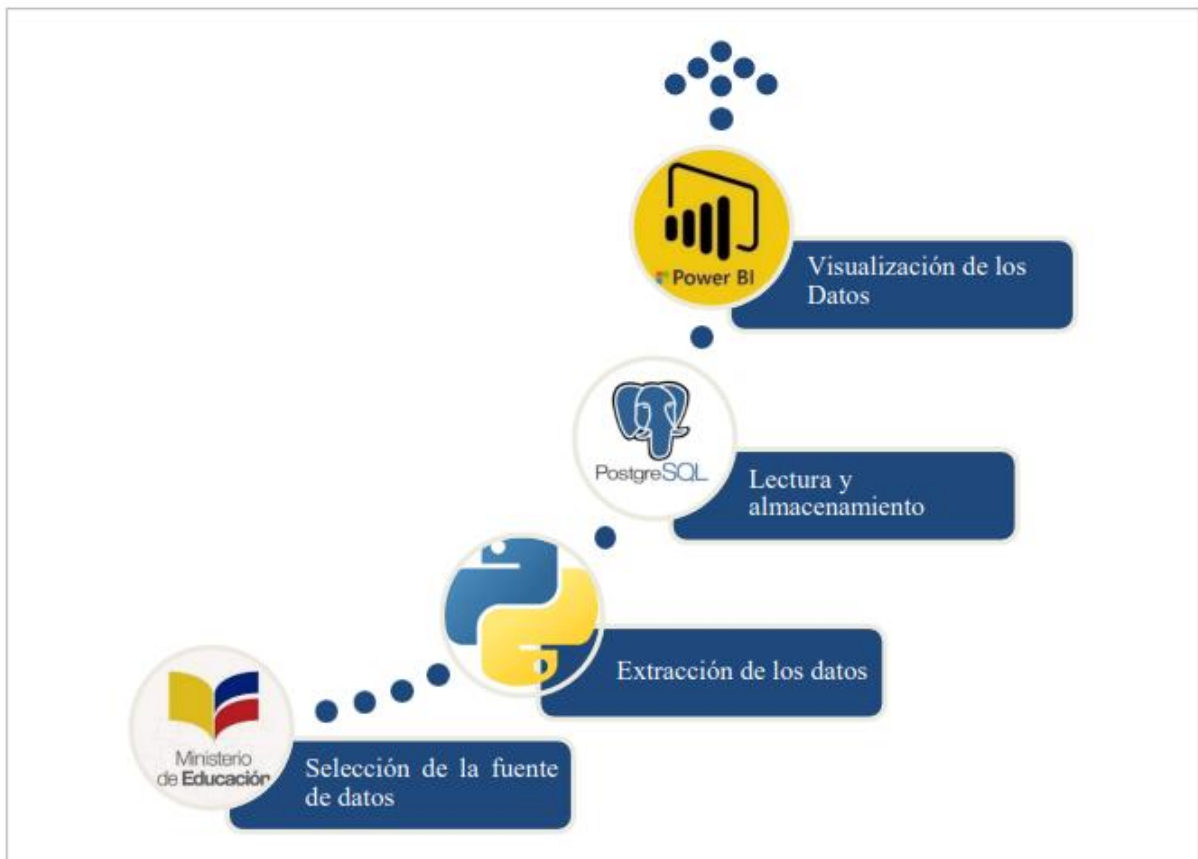 Power BI
Visualización de los
Datos
PostgreSQL
Lectura y
almacenamiento
Extracción de los datos
Ministerio
de Educación
Selección de la fuente
de datos